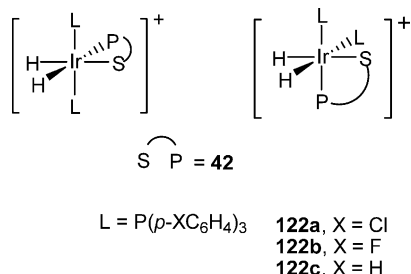 L L
H Ir P S H L +
H Ir L S H P +
S P = 42
L = P(p-XC6H4)3 122a, X = Cl
122b, X = F
122c, X = H